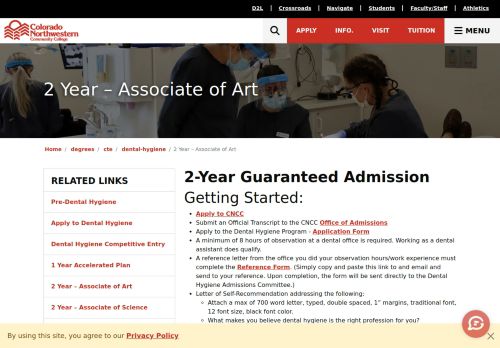 D2L | Crossroads | Navigate | Students | Faculty/Staff | Athletics
Colorado
Northwestern
Community College
APPLY INFO. VISIT TUITION MENU
2 Year – Associate of Art
Home / degrees / cte / dental-hygiene / 2 Year – Associate of Art
RELATED LINKS
Pre-Dental Hygiene
Apply to Dental Hygiene
Dental Hygiene Competitive Entry
1 Year Accelerated Plan
2 Year – Associate of Art
2 Year – Associate of Science
2-Year Guaranteed Admission
Getting Started:
• Apply to CNCC
• Submit an Official Transcript to the CNCC Office of Admissions
• Apply to the Dental Hygiene Program - Application Form
• A minimum of 8 hours of observation at a dental office is required. Working as a dental
assistant does qualify.
• A reference letter from the office you did your observation hours/work experience must
complete the Reference Form. (Simply copy and paste this link to and email and
send to your reference. Upon completion, the form will be sent directly to the Dental
Hygiene Admissions Committee.)
• Letter of Self-Recommendation addressing the following:
◦ Attach a max of 700 word letter, typed, double spaced, 1” margins, traditional font,
12 font size, black font color.
◦ What makes you believe dental hygiene is the right profession for you?
By using this site, you agree to our Privacy Policy ×